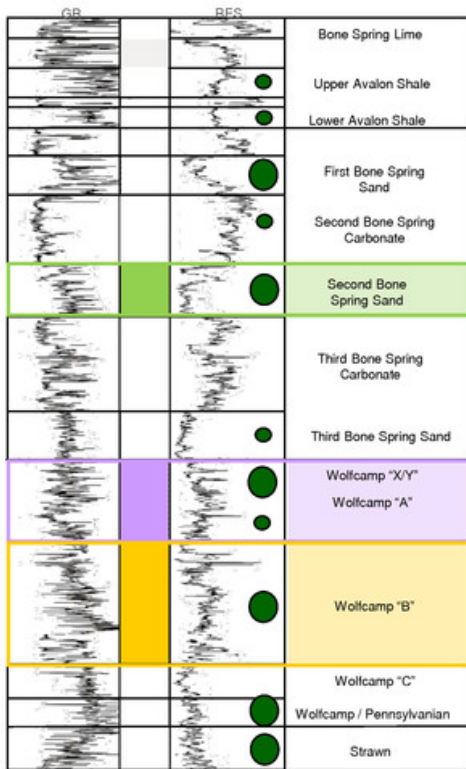 GR RES
Bone Spring Lime
Upper Avalon Shale
Lower Avalon Shale
First Bone Spring
Sand
Second Bone Spring
Carbonate
Second Bone
Spring Sand
Third Bone Spring
Carbonate
Third Bone Spring Sand
Wolfcamp “X/Y”
Wolfcamp “A”
Wolfcamp “B”
Wolfcamp “C”
Wolfcamp / Pennsylvanian
Strawn